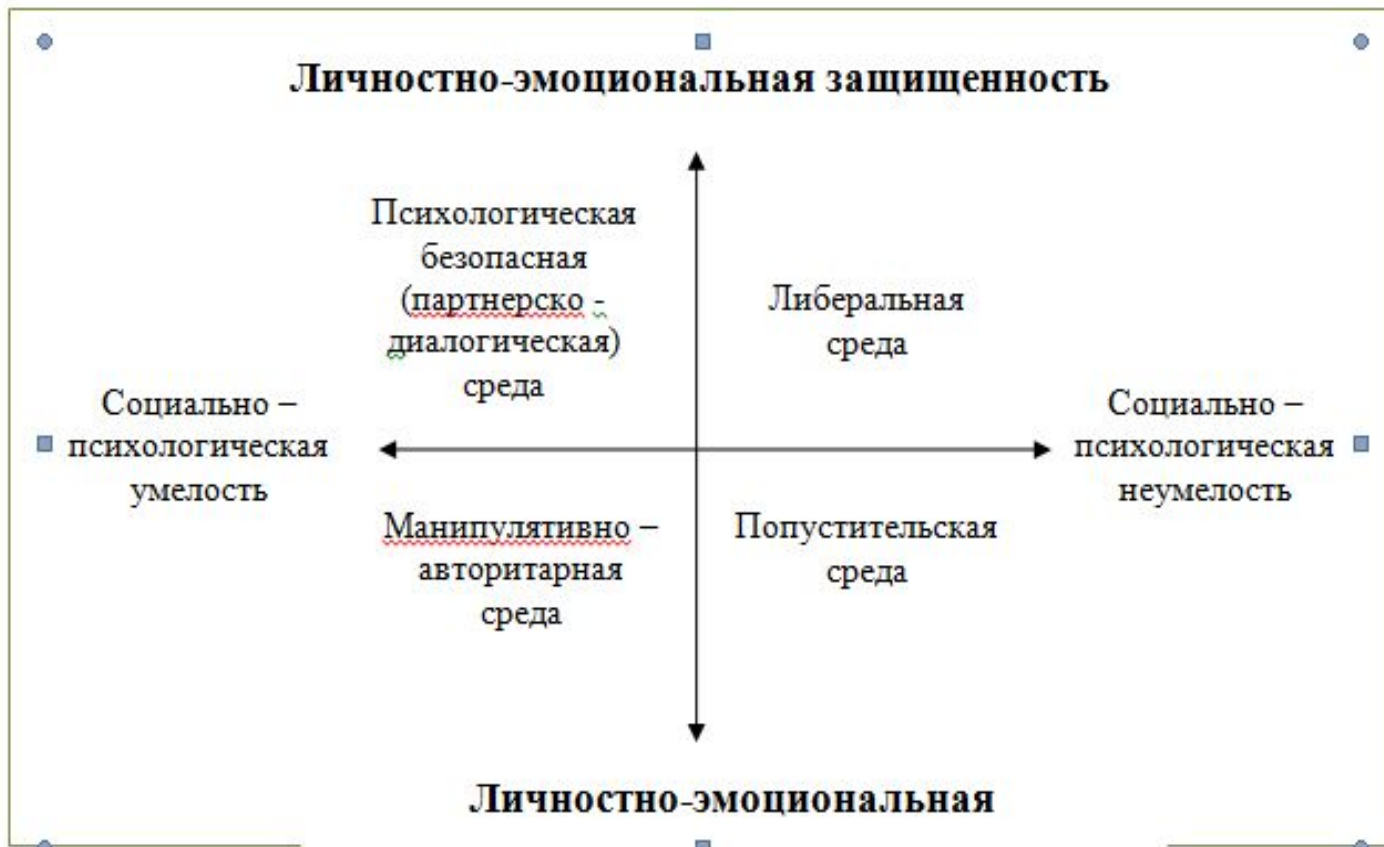 Личностно-эмоциональная защищенность
Психологическая
безопасная
(партнерско -
диалогическая)
среда
Либеральная
среда
Социально –
психологическая
умелость
Социально –
психологическая
неумелость
Манипулятивно –
авторитарная
среда
Попустительская
среда
Личностно-эмоциональная